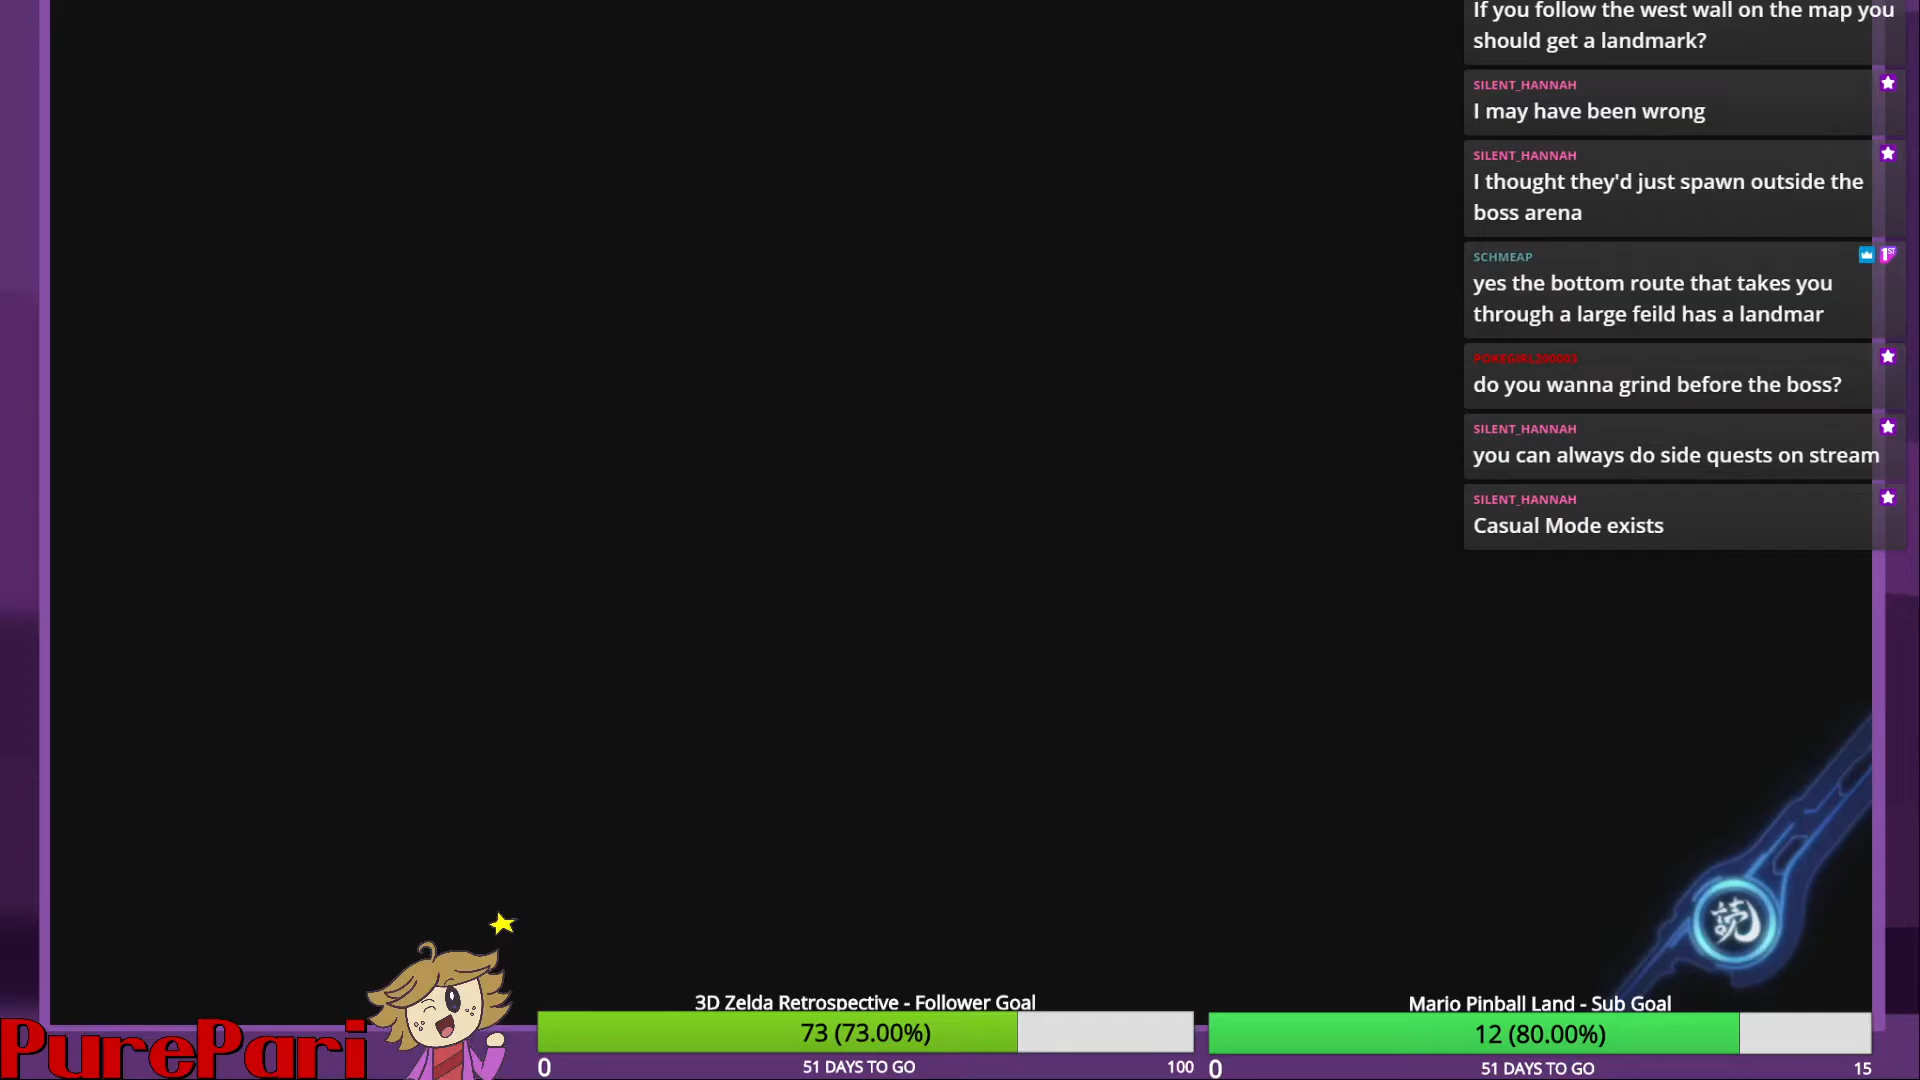 If you follow the west wall on the map you
should get a landmark?
SILENT_HANNAH
I may have been wrong
SILENT_HANNAH
I thought they'd just spawn outside the
boss arena
SCHMEAP
1ST
yes the bottom route that takes you
through a large feild has a landmar
POKEGIRL200003
do you wanna grind before the boss?
SILENT_HANNAH
you can always do side quests on stream
SILENT_HANNAH
Casual Mode exists
読
PurePari
3D Zelda Retrospective - Follower Goal
73 (73.00%)
0
51 DAYS TO GO
100
Mario Pinball Land - Sub Goal
12 (80.00%)
0
51 DAYS TO GO
15